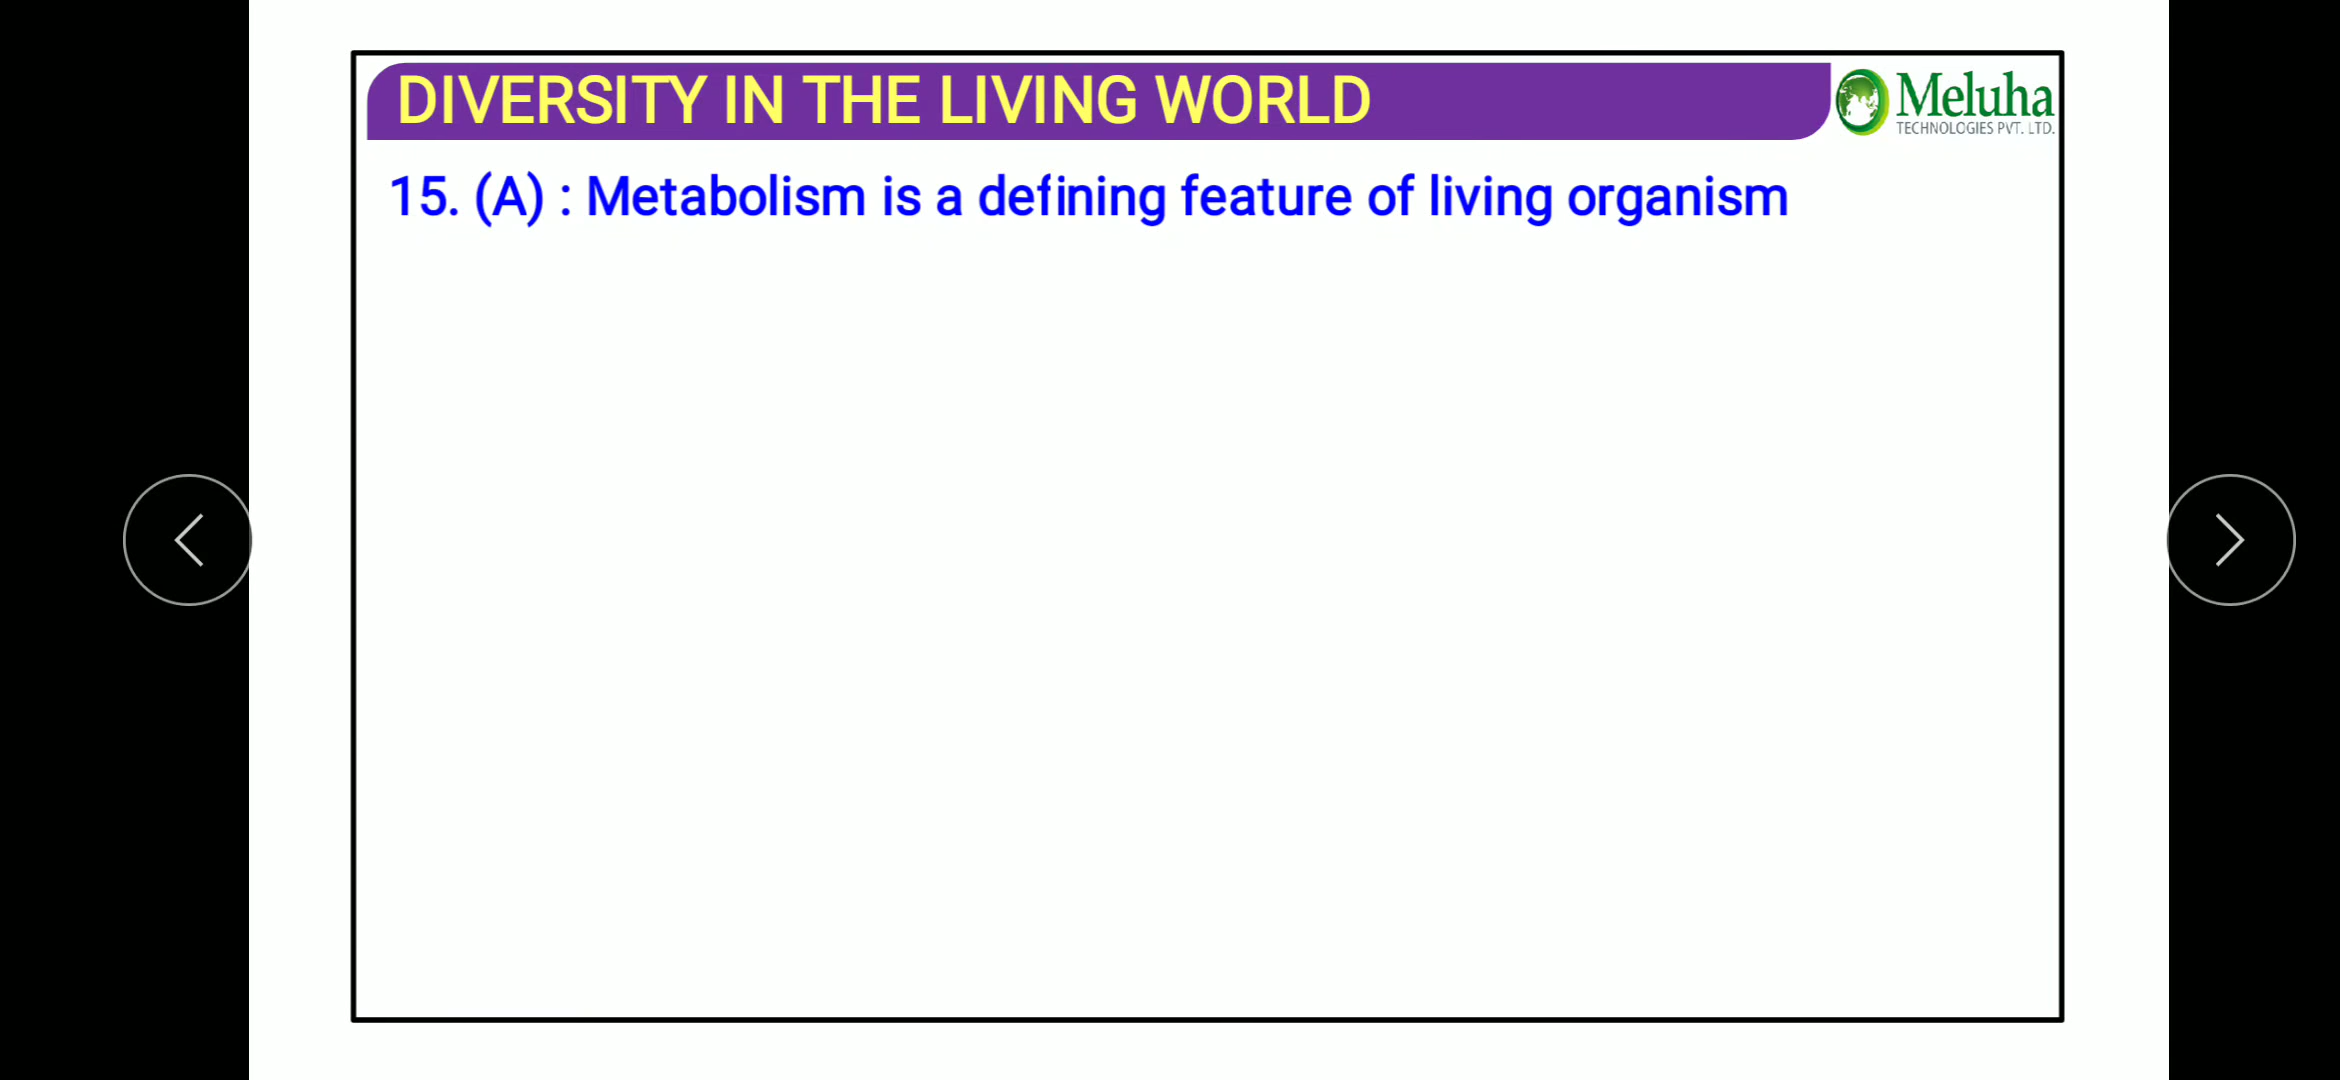 DIVERSITY IN THE LIVING WORLD
Meluha
TECHNOLOGIES PVT. LTD.
15. (A) : Metabolism is a defining feature of living organism